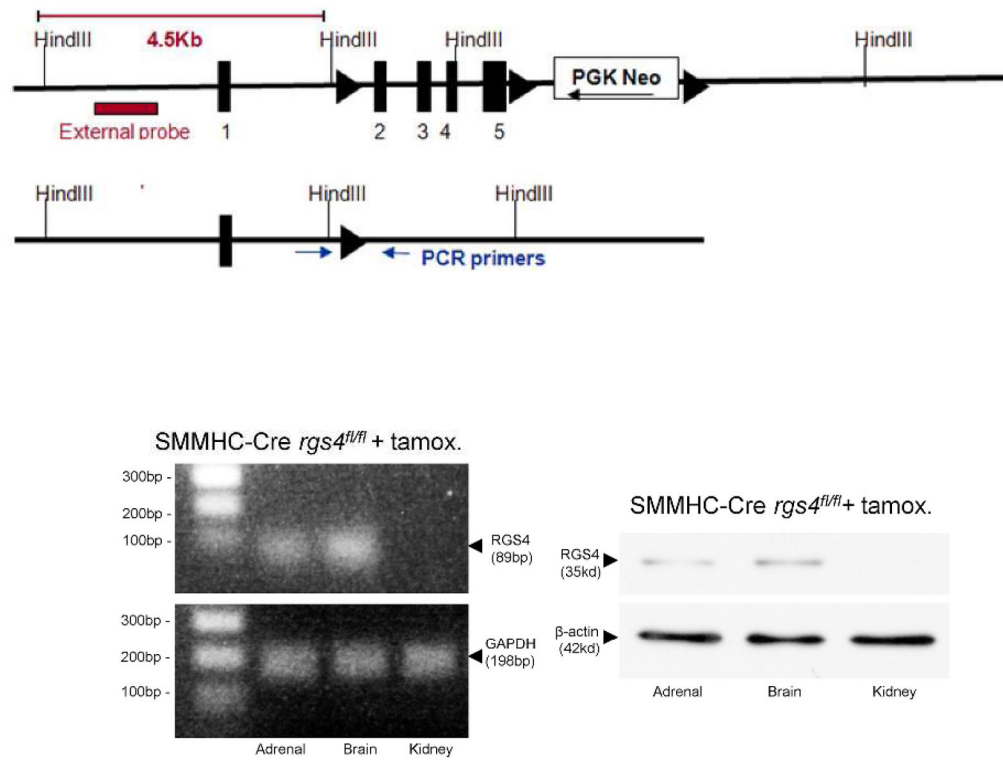 4.5Kb
HindIII HindIII HindIII HindIII
PGK Neo
External probe 1 2 3 4 5
HindIII HindIII HindIII
PCR primers
SMMHC-Cre rgs4fl/fl + tamox.
300bp -
200bp -
100bp -
RGS4
(89bp)
300bp -
200bp -
100bp -
GAPDH
(198bp)
Adrenal Brain Kidney
SMMHC-Cre rgs4fl/fl+ tamox.
RGS4
(35kd)
β-actin
(42kd)
Adrenal Brain Kidney